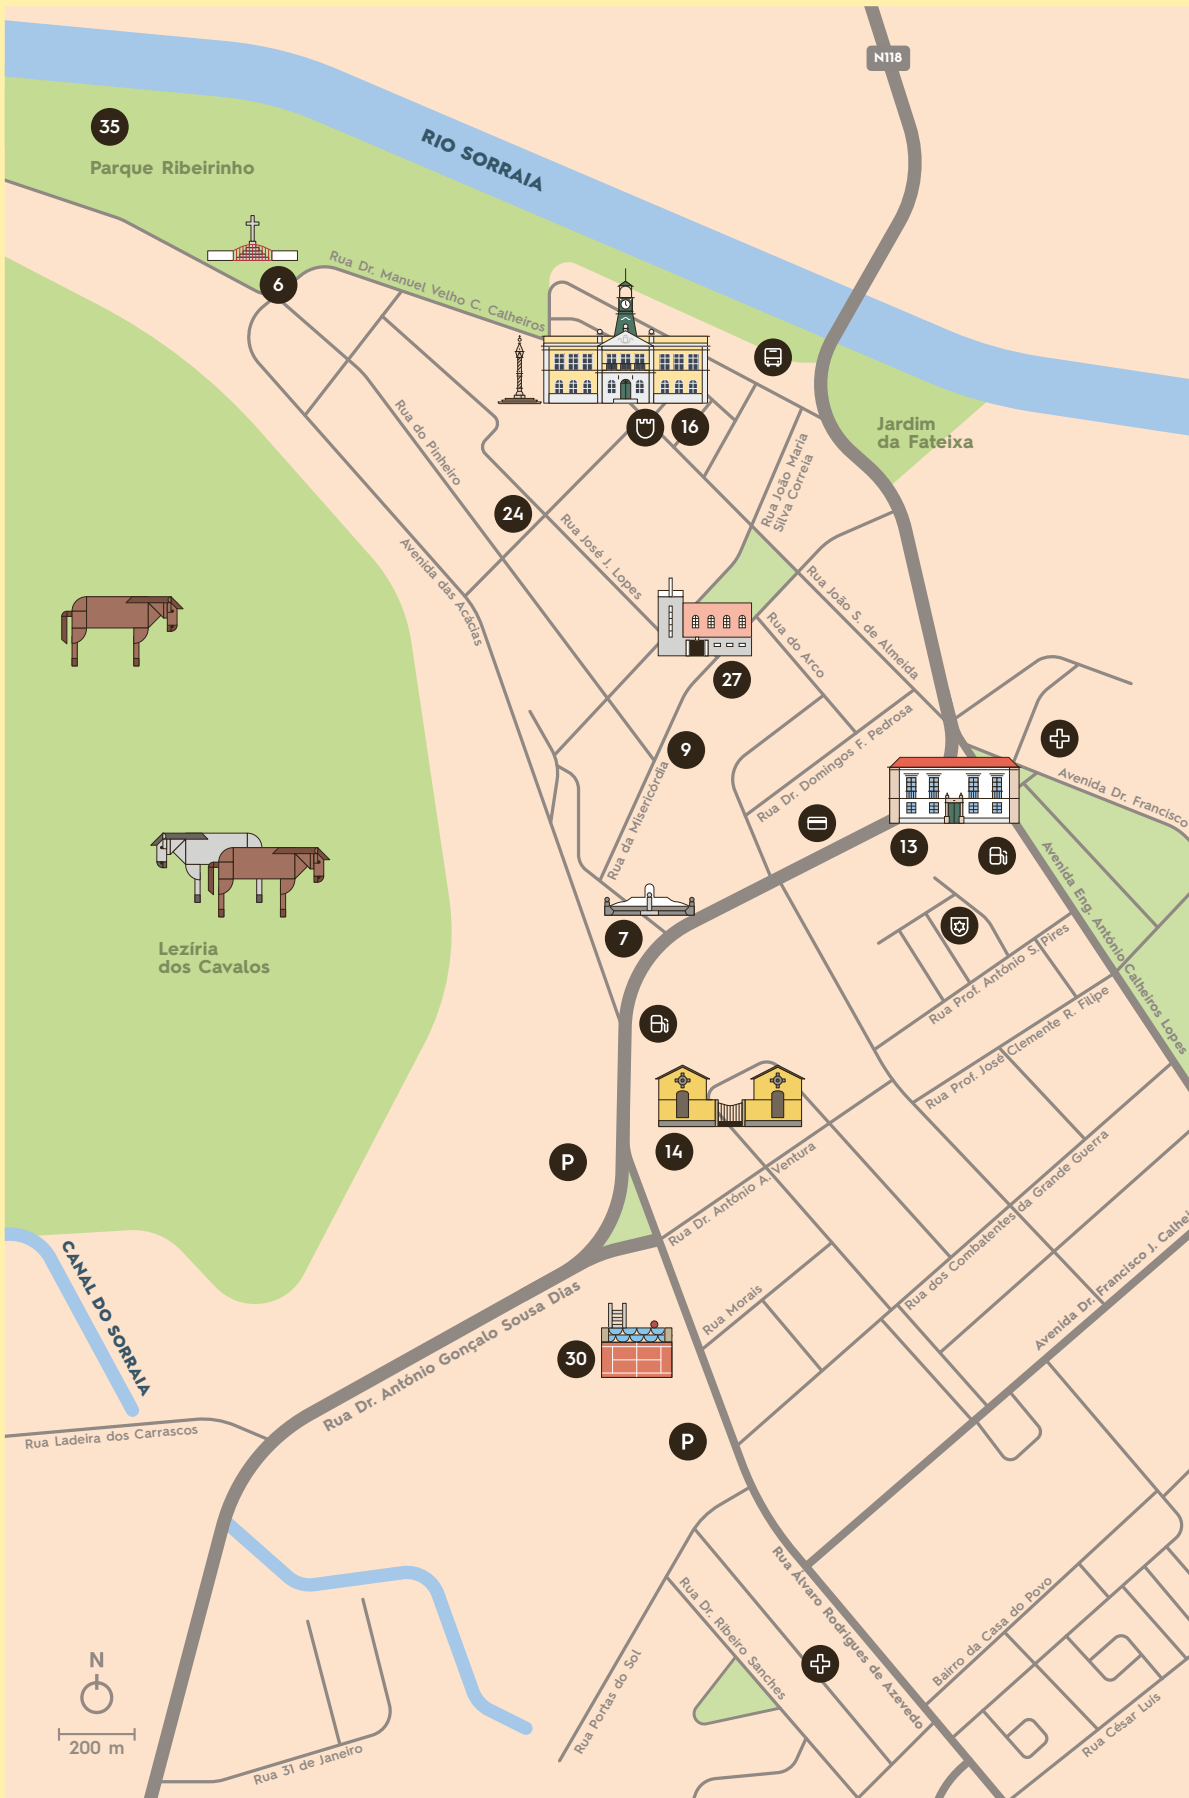 N118
35
Parque Ribeirinho
RIO SORRAIA
6
Rua Dr. Manuel Velho C. Calheiros
16
Jardim
da Fateixa
Rua do Pinheiro
Rua João Maria
Silva Correia
24
Rua José J. Lopes
Avenida das Acácias
Rua João S. de Almeida
Rua do Arco
27
9
Rua da Misericórdia
Rua Dr. Domingos F. Pedrosa
Avenida Dr. Francisco
13
Avenida Eng. António Calheiros Lopes
7
Lezíria
dos Cavalos
Rua Prof. António S. Pires
Rua Prof. José Clemente R. Filipe
14
P
Rua Dr. António A. Ventura
Rua dos Combatentes da Grande Guerra
Avenida Dr. Francisco J. Calhei
CANAL DO SORRAIA
Rua Morais
Rua Dr. António Gonçalo Sousa Dias
30
P
Rua Ladeira dos Carrascos
Rua Álvaro Rodrigues de Azevedo
Rua Dr. Ribeiro Sanches
Bairro da Casa do Povo
Rua Portas do Sol
Rua César Luís
N
200 m
Rua 31 de Janeiro